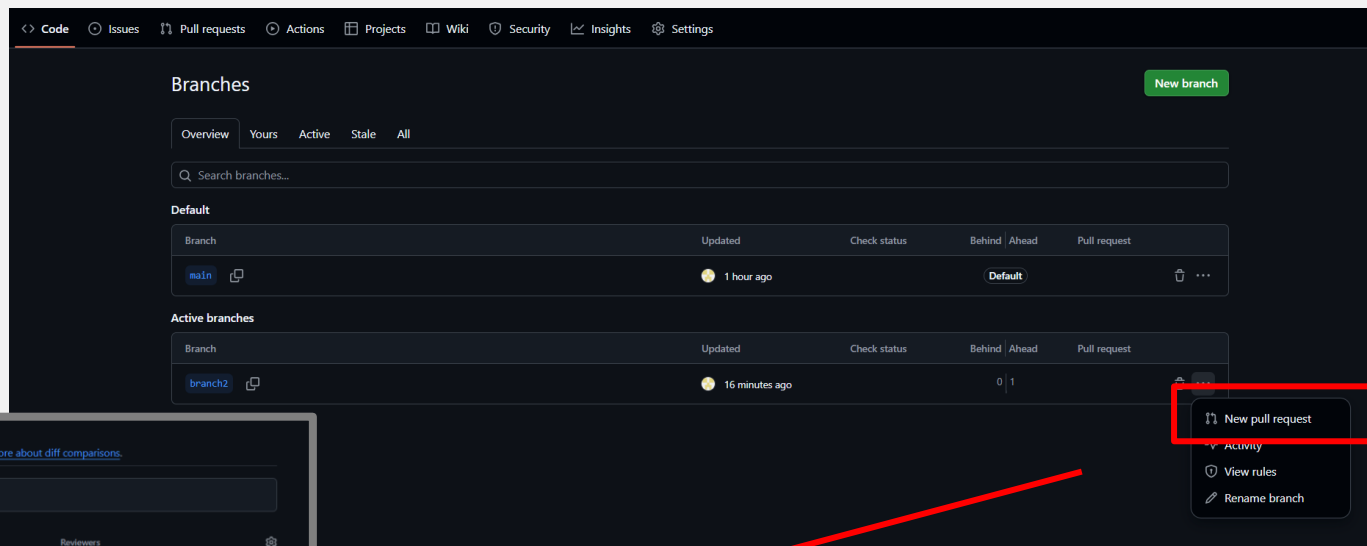 Code Issues Pull requests Actions Projects Wiki Security Insights Settings
Branches
New branch
Overview Yours Active Stale All
Search branches...
Default
Branch Updated Check status Behind Ahead Pull request
main 1 hour ago Default
Active branches
Branch Updated Check status Behind Ahead Pull request
branch2 16 minutes ago 0 1
New pull request
Activity
View rules
Rename branch
ore about diff comparisons.
Reviewers